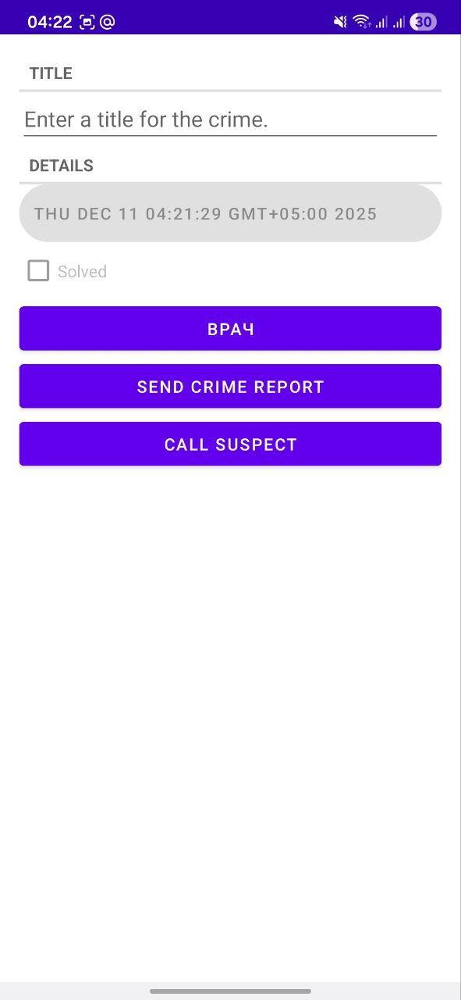 04:22
30
TITLE
Enter a title for the crime.
DETAILS
THU DEC 11 04:21:29 GMT+05:00 2025
Solved
ВРАЧ
SEND CRIME REPORT
CALL SUSPECT